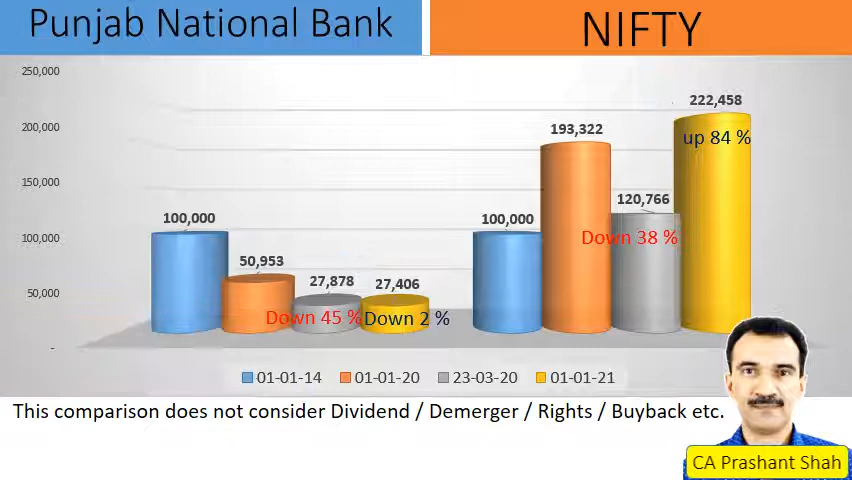 Punjab National Bank
NIFTY
250,000
200,000
150,000
100,000
50,000
-
100,000
50,953
27,878
27,406
Down 45 %
Down 2 %
100,000
193,322
120,766
222,458
Down 38 %
up 84 %
01-01-14 01-01-20 23-03-20 01-01-21
This comparison does not consider Dividend / Demerger / Rights / Buyback etc.
CA Prashant Shah